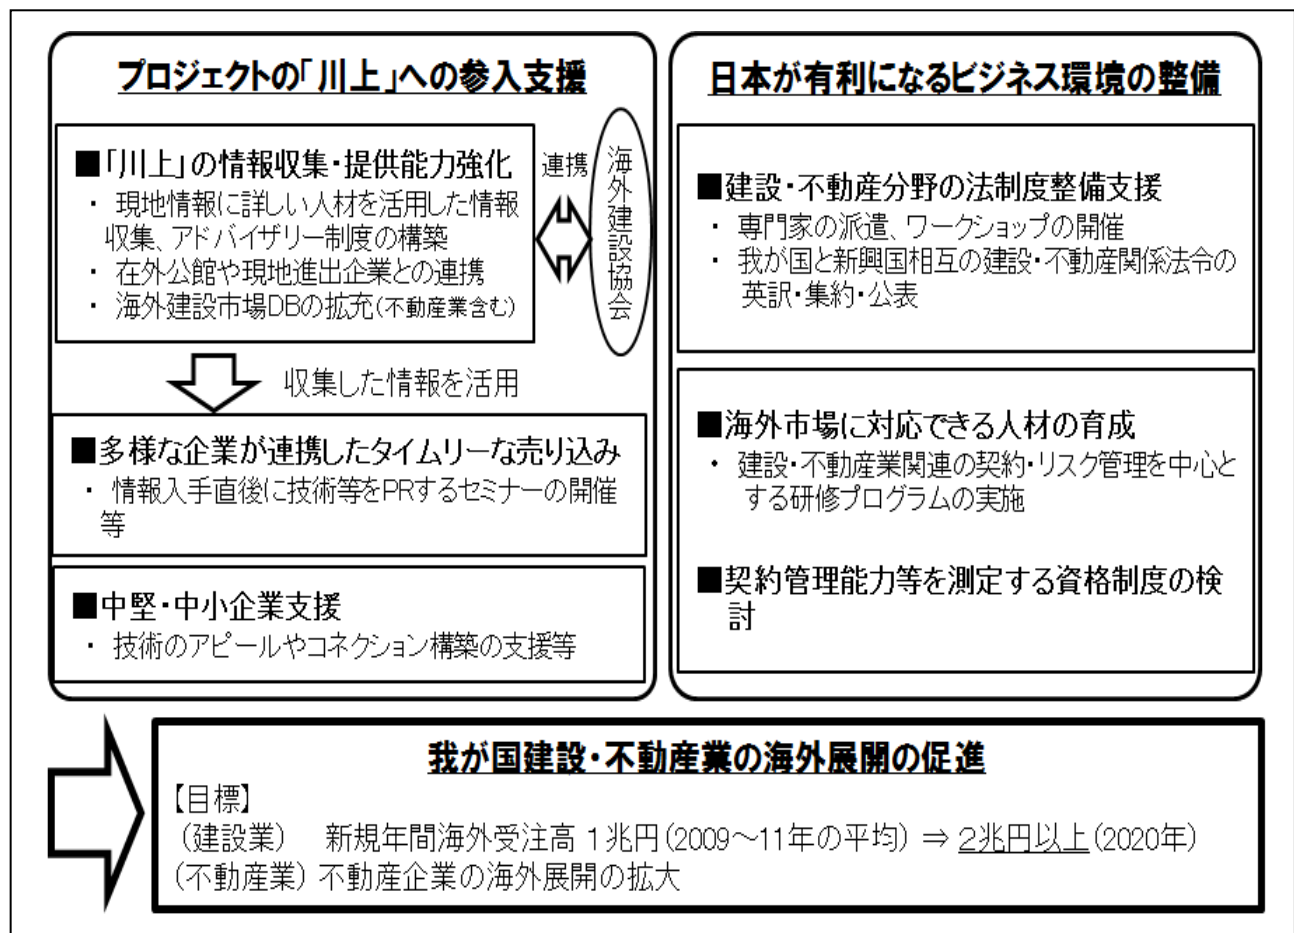 プロジェクトの「川上」への参入支援
■「川上」の情報収集・提供能力強化
・ 現地情報に詳しい人材を活用した情報
収集、アドバイザリー制度の構築
・ 在外公館や現地進出企業との連携
・ 海外建設市場DBの拡充(不動産業含む)
連携
海外建設協会
収集した情報を活用
■多様な企業が連携したタイムリーな売り込み
・ 情報入手直後に技術等をPRするセミナーの開催
等
■中堅・中小企業支援
・ 技術のアピールやコネクション構築の支援等
日本が有利になるビジネス環境の整備
■建設・不動産分野の法制度整備支援
・ 専門家の派遣、ワークショップの開催
・ 我が国と新興国相互の建設・不動産関係法令の
英訳・集約・公表
■海外市場に対応できる人材の育成
・ 建設・不動産業関連の契約・リスク管理を中心と
する研修プログラムの実施
■契約管理能力等を測定する資格制度の検
討
我が国建設・不動産業の海外展開の促進
【目標】
(建設業) 新規年間海外受注高 1兆円(2009～11年の平均) ⇒ 2兆円以上(2020年)
(不動産業) 不動産企業の海外展開の拡大